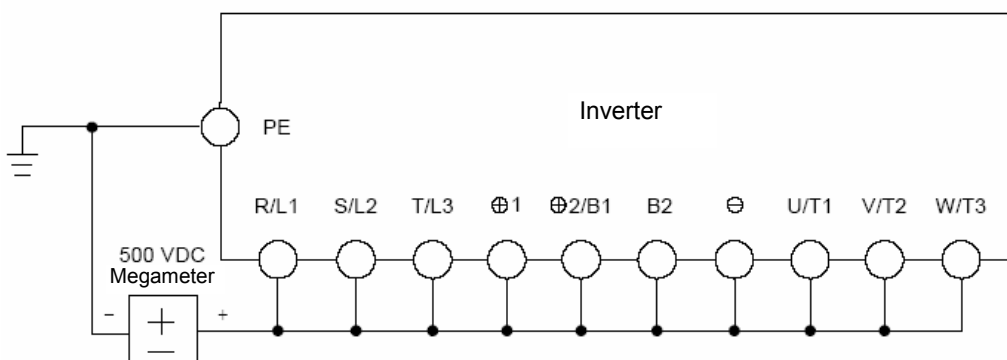 Inverter
PE
R/L1 S/L2 T/L3 ⊕1 ⊕2/B1 B2 ⊖ U/T1 V/T2 W/T3
500 VDC
Megameter
− + 
+
−